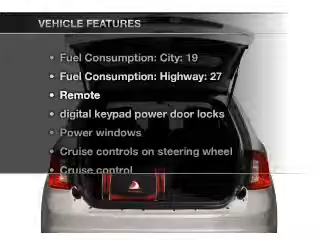 VEHICLE FEATURES
• Fuel Consumption: City: 19
• Fuel Consumption: Highway: 27
• Remote
• digital keypad power door locks
• Power windows
• Cruise controls on steering wheel
• Cruise control